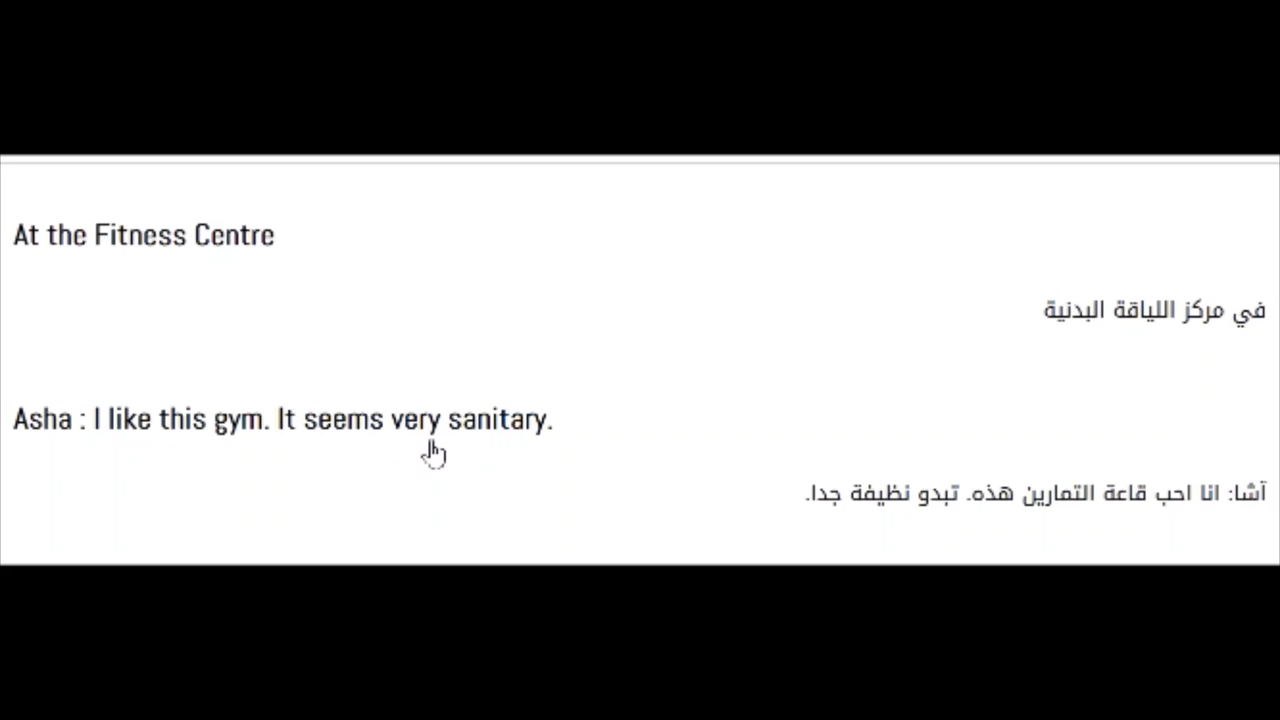 At the Fitness Centre
في مركز اللياقة البدنية
Asha : I like this gym. It seems very sanitary.
آشا: انا احب قاعة التمارين هذه. تبدو نظيفة جدا.